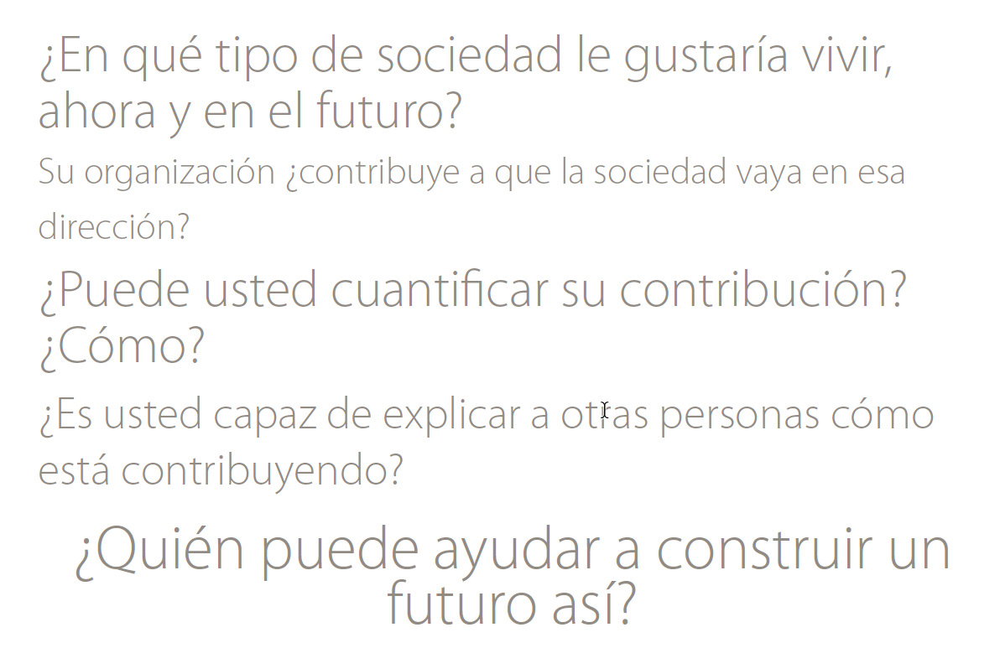 ¿En qué tipo de sociedad le gustaría vivir,
ahora y en el futuro?
Su organización ¿contribuye a que la sociedad vaya en esa
dirección?
¿Puede usted cuantificar su contribución?
¿Cómo?
¿Es usted capaz de explicar a otras personas cómo
está contribuyendo?
¿Quién puede ayudar a construir un
futuro así?